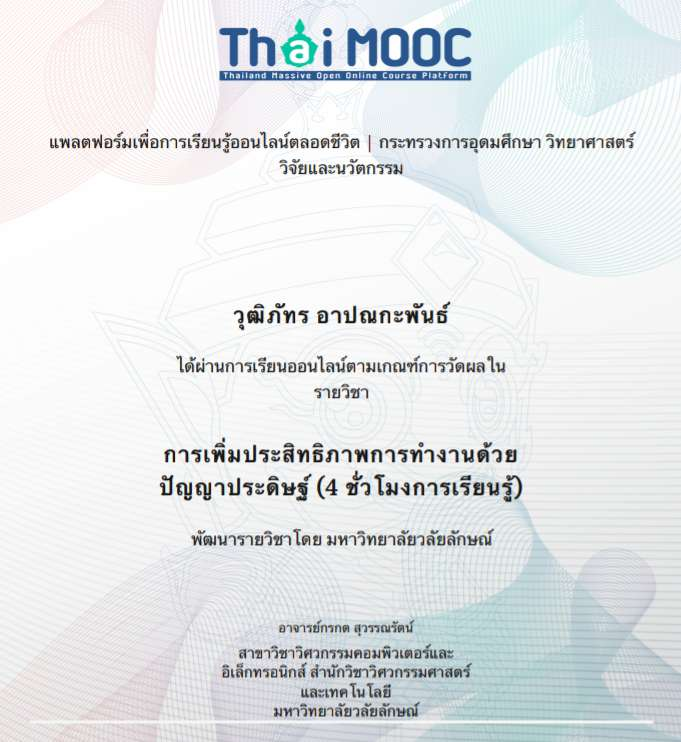 Thai MOOC
Thailand Massive Open Online Course Platform
แพลตฟอร์มเพื่อการเรียนรู้ออนไลน์ตลอดชีวิต | กระทรวงการอุดมศึกษา วิทยาศาสตร์
วิจัยและนวัตกรรม
วุฒิภัทร อาปณกะพันธ์
ได้ผ่านการเรียนออนไลน์ตามเกณฑ์การวัดผลใน
รายวิชา
การเพิ่มประสิทธิภาพการทำงานด้วย
ปัญญาประดิษฐ์ (4 ชั่วโมงการเรียนรู้)
พัฒนารายวิชาโดย มหาวิทยาลัยวลัยลักษณ์
อาจารย์กรกต สุวรรณรัตน์
สาขาวิชาวิศวกรรมคอมพิวเตอร์และ
อิเล็กทรอนิกส์ สำนักวิชาวิศวกรรมศาสตร์
และเทคโนโลยี
มหาวิทยาลัยวลัยลักษณ์